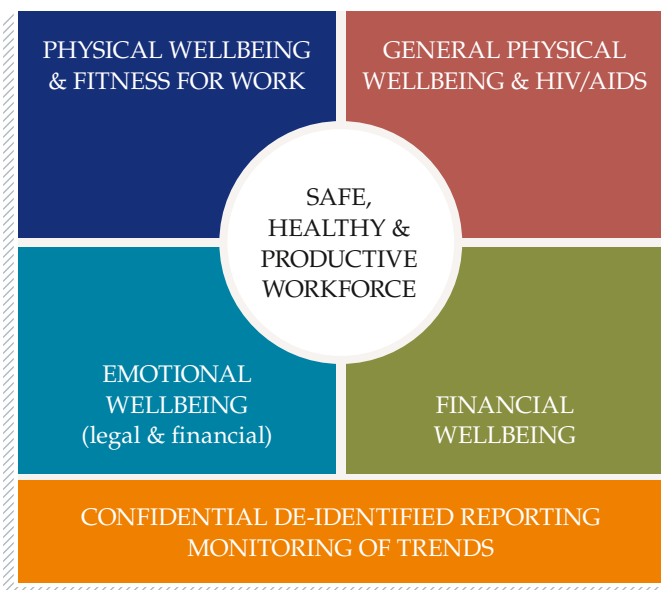 PHYSICAL WELLBEING
& FITNESS FOR WORK
GENERAL PHYSICAL
WELLBEING & HIV/AIDS
SAFE,
HEALTHY &
PRODUCTIVE
WORKFORCE
EMOTIONAL
WELLBEING
(legal & financial)
FINANCIAL
WELLBEING
CONFIDENTIAL DE-IDENTIFIED REPORTING
MONITORING OF TRENDS